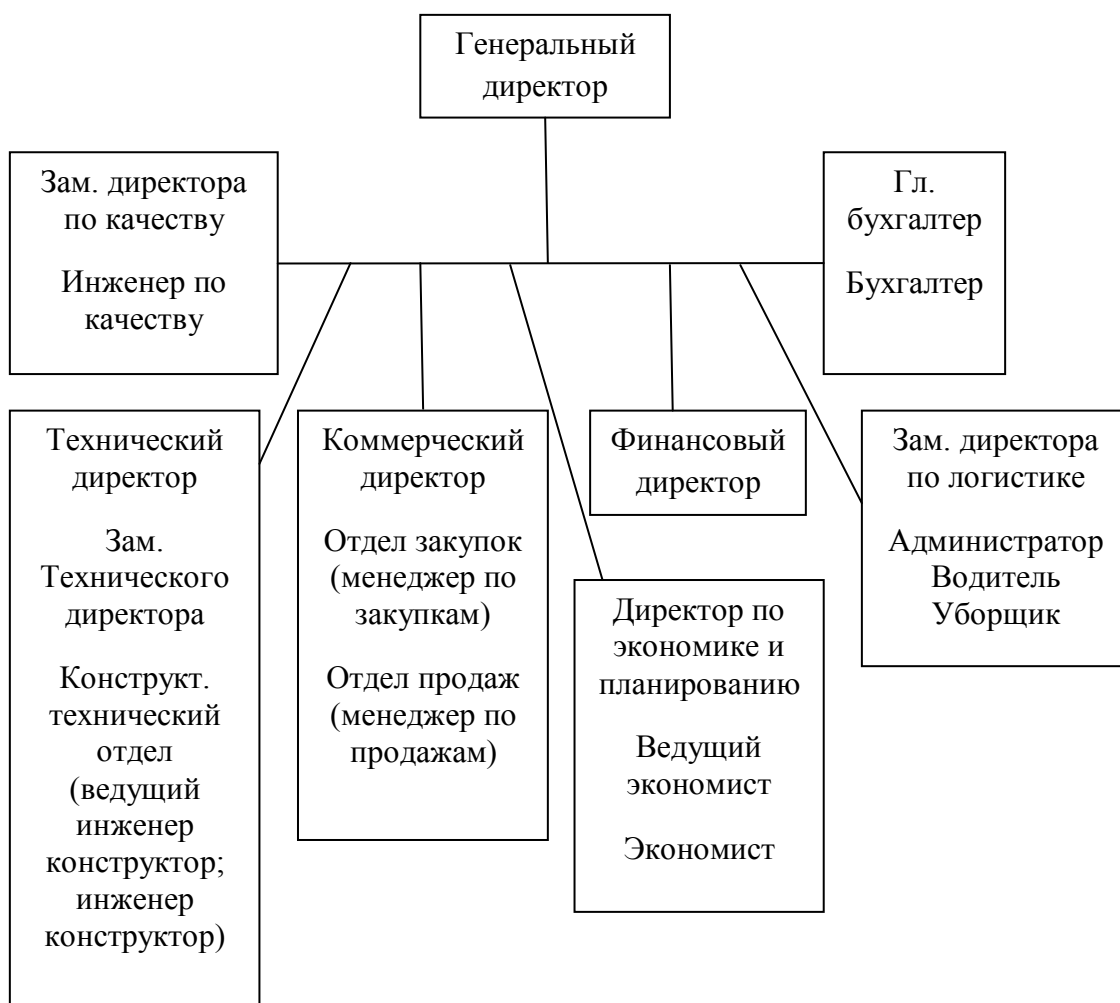 Генеральный
директор
Зам. директора
по качеству
Инженер по
качеству
Гл.
бухгалтер
Бухгалтер
Технический
директор
Зам.
Технического
директора
Конструкт.
технический
отдел
(ведущий
инженер
конструктор;
инженер
конструктор)
Коммерческий
директор
Отдел закупок
(менеджер по
закупкам)
Отдел продаж
(менеджер по
продажам)
Директор по
экономике и
планированию
Ведущий
экономист
Экономист
Финансовый
директор
Зам. директора
по логистике
Администратор
Водитель
Уборщик